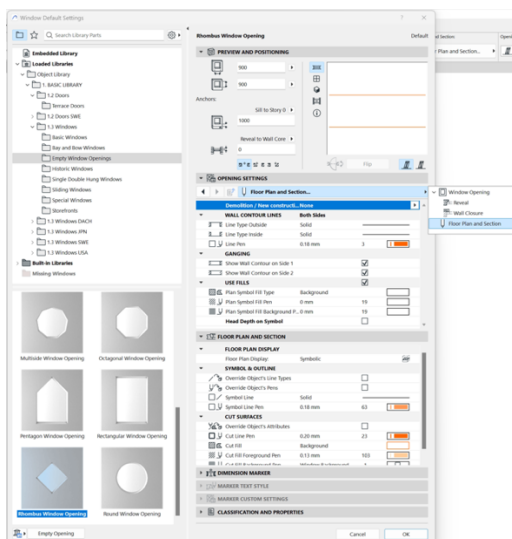 Window Default Settings
Search Library Parts
Embedded Library
Loaded Libraries
Object Library
1. BASIC LIBRARY
1.2 Doors
Terrace Doors
1.2 Doors SWE
1.3 Windows
Basic Windows
Bay and Bow Windows
Empty Window Openings
Historic Windows
Single Double Hung Windows
Sliding Windows
Special Windows
Storefronts
1.3 Windows DACH
1.3 Windows JPN
1.3 Windows SWE
1.3 Windows USA
Built-in Libraries
Missing Windows
Multiside Window Opening
Octagonal Window Opening
Pentagon Window Opening
Rectangular Window Opening
Rhombus Window Opening
Round Window Opening
Empty Opening
Rhombus Window Opening
Default
PREVIEW AND POSITIONING
900
900
Anchors:
Sill to Story 0
1000
Reveal to Wall Core
0
Flip
OPENING SETTINGS
Floor Plan and Section...
Demolition / New constructi... None
WALL CONTOUR LINES Both Sides
Line Type Outside Solid
Line Type Inside Solid
Line Pen 0.18 mm 3
GANGING
Show Wall Contour on Side 1
Show Wall Contour on Side 2
USE FILLS
Plan Symbol Fill Type Background
Plan Symbol Fill Pen 0 mm 19
Plan Symbol Fill Background P... 0 mm 19
Head Depth on Symbol
FLOOR PLAN AND SECTION
FLOOR PLAN DISPLAY
Floor Plan Display: Symbolic
SYMBOL & OUTLINE
Override Object's Line Types
Override Object's Pens
Symbol Line Solid
Symbol Line Pen 0.18 mm 63
CUT SURFACES
Override Object's Attributes
Cut Line Pen 0.20 mm 23
Cut Fill Background
Cut Fill Foreground Pen 0.13 mm 103
Cut Fill Background Pen Window Background
DIMENSION MARKER
MARKER TEXT STYLE
MARKER CUSTOM SETTINGS
CLASSIFICATION AND PROPERTIES
Cancel
OK
Window Opening
Reveal
Wall Closure
Floor Plan and Section
nd Section:
Plan and Section...